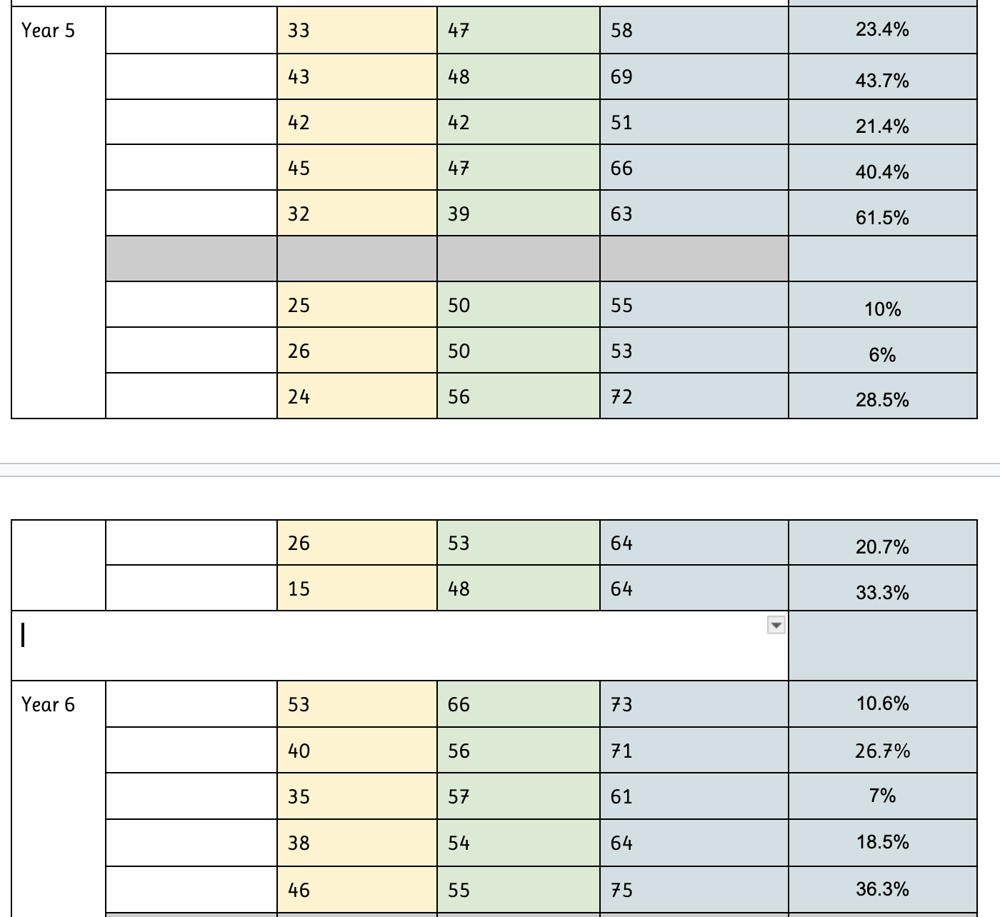 Year 5 33 47 58 23.4%
43 48 69 43.7%
42 42 51 21.4%
45 47 66 40.4%
32 39 63 61.5%
25 50 55 10%
26 50 53 6%
24 56 72 28.5%
26 53 64 20.7%
15 48 64 33.3%
Year 6 53 66 73 10.6%
40 56 71 26.7%
35 57 61 7%
38 54 64 18.5%
46 55 75 36.3%